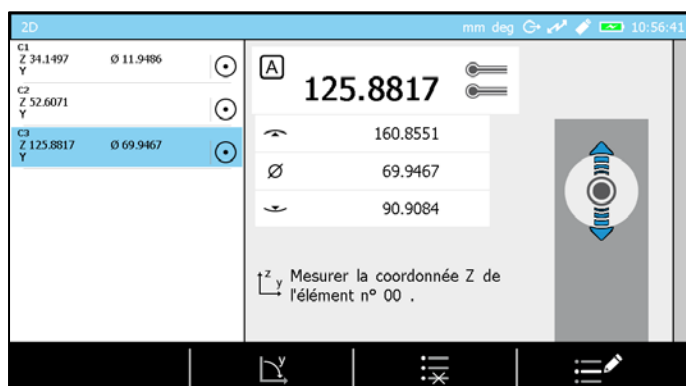 2D mm deg 10:56:41
C1
Z 34.1497 Ø 11.9486
Y
C2
Z 52.6071
Y
C3
Z 125.8817 Ø 69.9467
Y
A
125.8817
160.8551
Ø 69.9467
90.9084
z y Mesurer la coordonnée Z de
l'élément n° 00 .
y